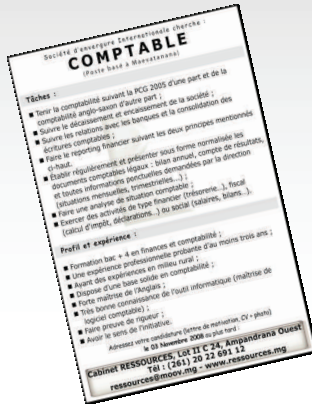 Société d'envergure Internationale cherche :
COMPTABLE
(Poste basé à Maevatanana)
Tâches :
■ Tenir la comptabilité suivant la PCG 2005 d'une part et de la
comptabilité anglo-saxon d'autre part ;
■ Suivre le décaissement et encaissement de la société ;
■ Suivre les relations avec les banques et la consolidation des
écritures comptables ;
■ Faire le reporting financier suivant les deux principes mentionnés
ci-haut.
■ Etablir régulièrement et présenter sous forme normalisée les
documents comptables légaux : bilan annuel, compte de résultats,
et toutes informations ponctuelles demandées par la direction
(situations mensuelles, trimestrielles...) ;
■ Faire une analyse de situation comptable ;
■ Exercer des activités de type financier (trésorerie...), fiscal
(calcul d'impôt, déclarations...) ou social (salaires, bilans...).
Profil et expérience :
■ Formation bac + 4 en finances et comptabilité ;
■ Une expérience professionnelle probante d'au moins trois ans ;
■ Ayant des expériences en milieu rural ;
■ Dispose d'une base solide en comptabilité ;
■ Forte maîtrise de l'Anglais ;
■ Très bonne connaissance de l'outil informatique (maîtrise de
logiciel comptable) ;
■ Faire preuve de rigueur ;
■ Avoir le sens de l'initiative.
Adressez votre candidature (lettre de motivation, CV + photo)
le 03 Novembre 2008 au plus tard :
Cabinet RESSOURCES, Lot II C 24, Ampandrana Ouest
Tél : (261) 20 22 691 12
ressources@moov.mg - www.ressources.mg